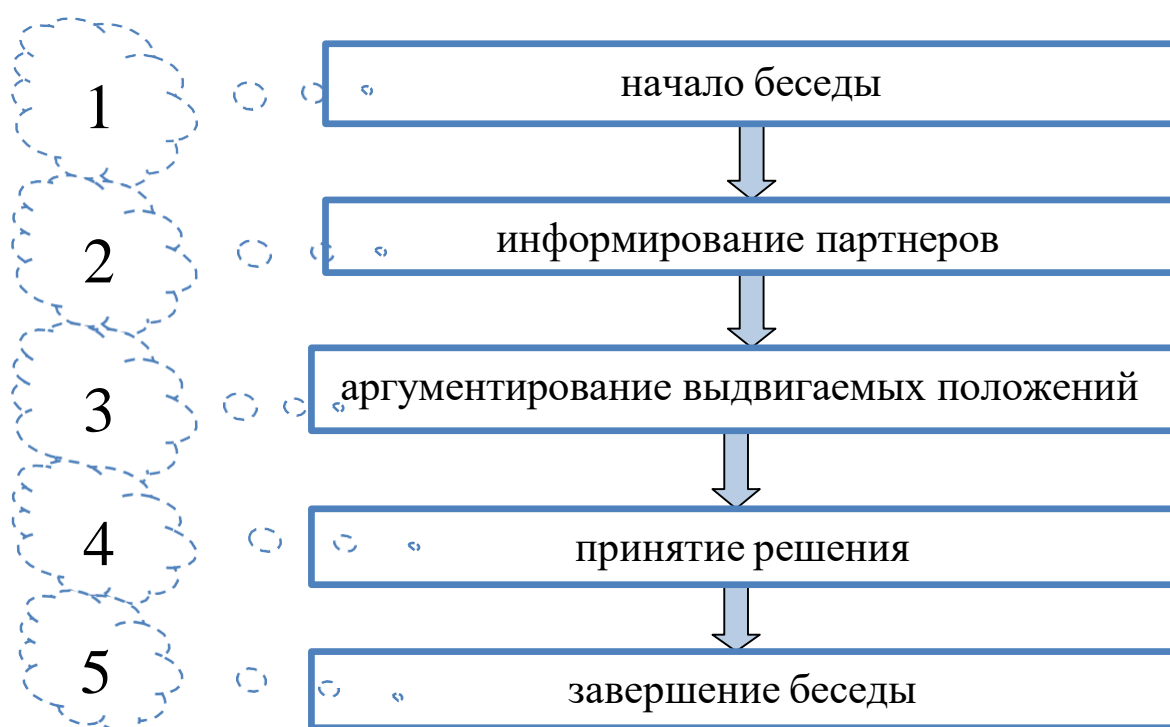 1
начало беседы
2
информирование партнеров
3
аргументирование выдвигаемых положений
4
принятие решения
5
завершение беседы